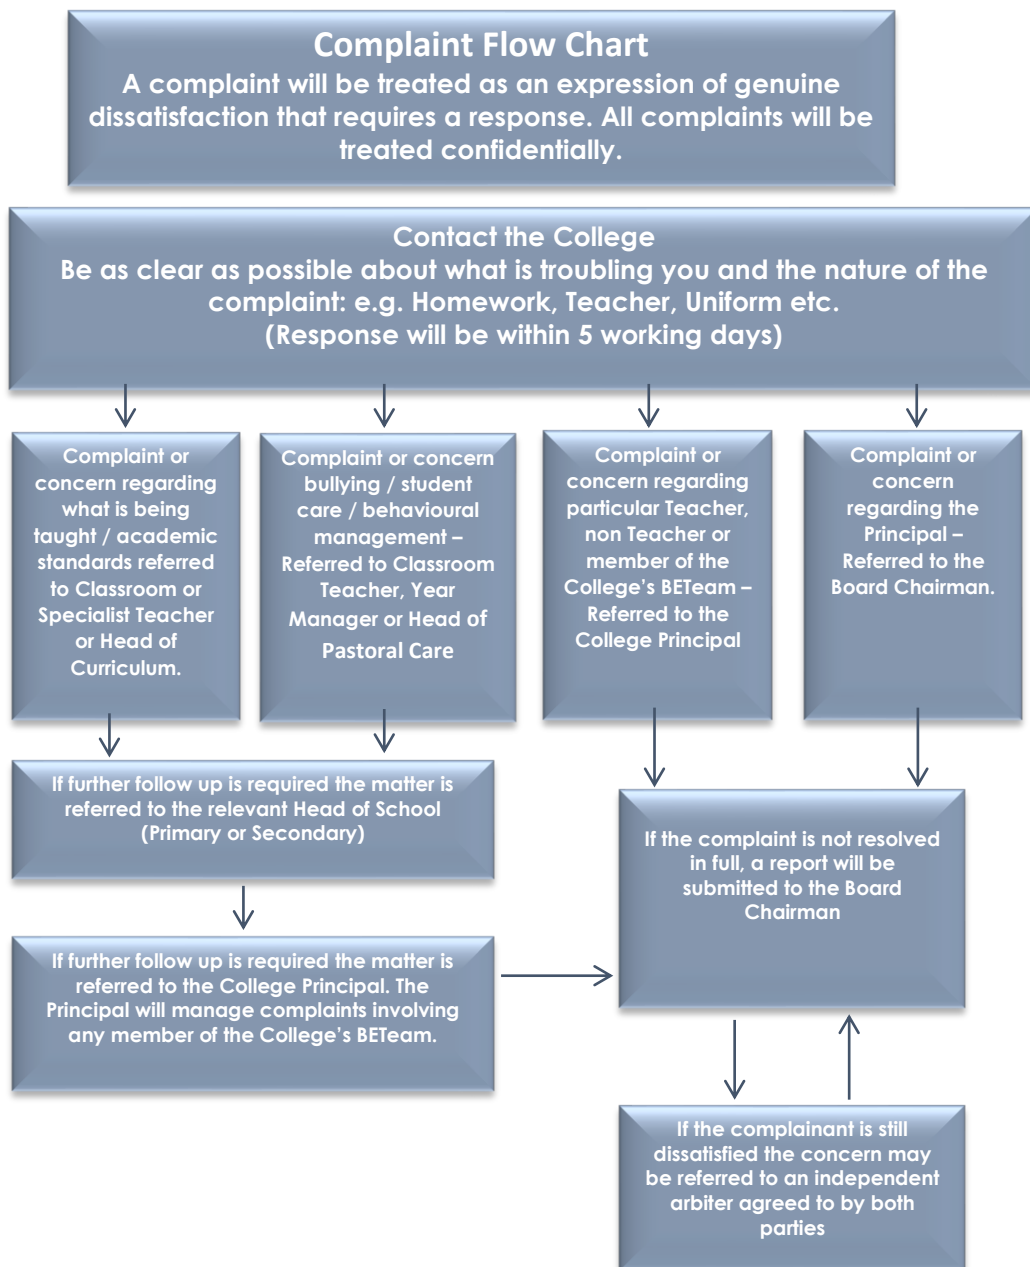 Complaint Flow Chart
A complaint will be treated as an expression of genuine
dissatisfaction that requires a response. All complaints will be
treated confidentially.
Contact the College
Be as clear as possible about what is troubling you and the nature of the
complaint: e.g. Homework, Teacher, Uniform etc.
(Response will be within 5 working days)
Complaint or
concern regarding
what is being
taught / academic
standards referred
to Classroom or
Specialist Teacher
or Head of
Curriculum.
Complaint or concern
bullying / student
care / behavioural
management –
Referred to Classroom
Teacher, Year
Manager or Head of
Pastoral Care
Complaint or
concern regarding
particular Teacher,
non Teacher or
member of the
College’s BETeam –
Referred to the
College Principal
Complaint or
concern
regarding the
Principal –
Referred to the
Board Chairman.
If further follow up is required the matter is
referred to the relevant Head of School
(Primary or Secondary)
If the complaint is not resolved
in full, a report will be
submitted to the Board
Chairman
If further follow up is required the matter is
referred to the College Principal. The
Principal will manage complaints involving
any member of the College’s BETeam.
If the complainant is still
dissatisfied the concern may
be referred to an independent
arbiter agreed to by both
parties